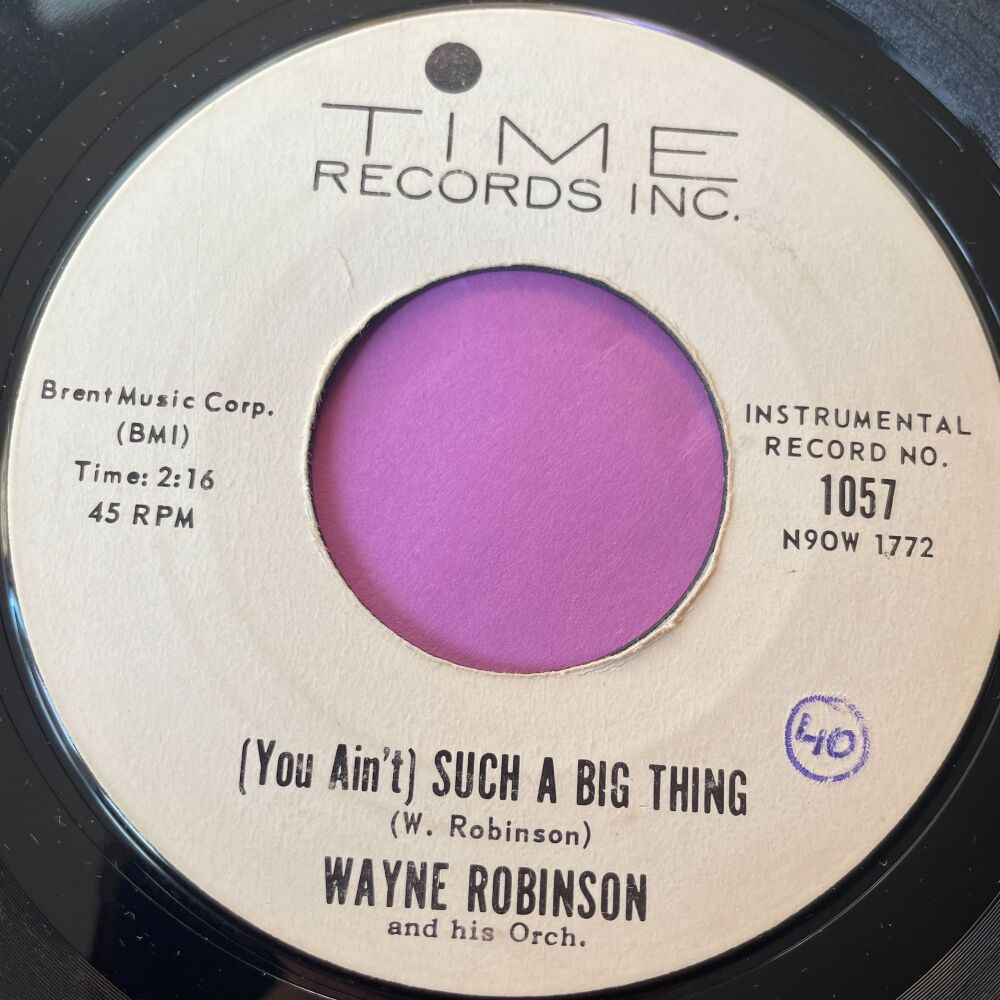 TIME
RECORDS INC.
Brent Music Corp.
(BMI)
Time: 2:16
45 RPM
INSTRUMENTAL
RECORD NO.
1057
N9OW 1772
40
(You Ain't) SUCH A BIG THING
(W. Robinson)
WAYNE ROBINSON
and his Orch.